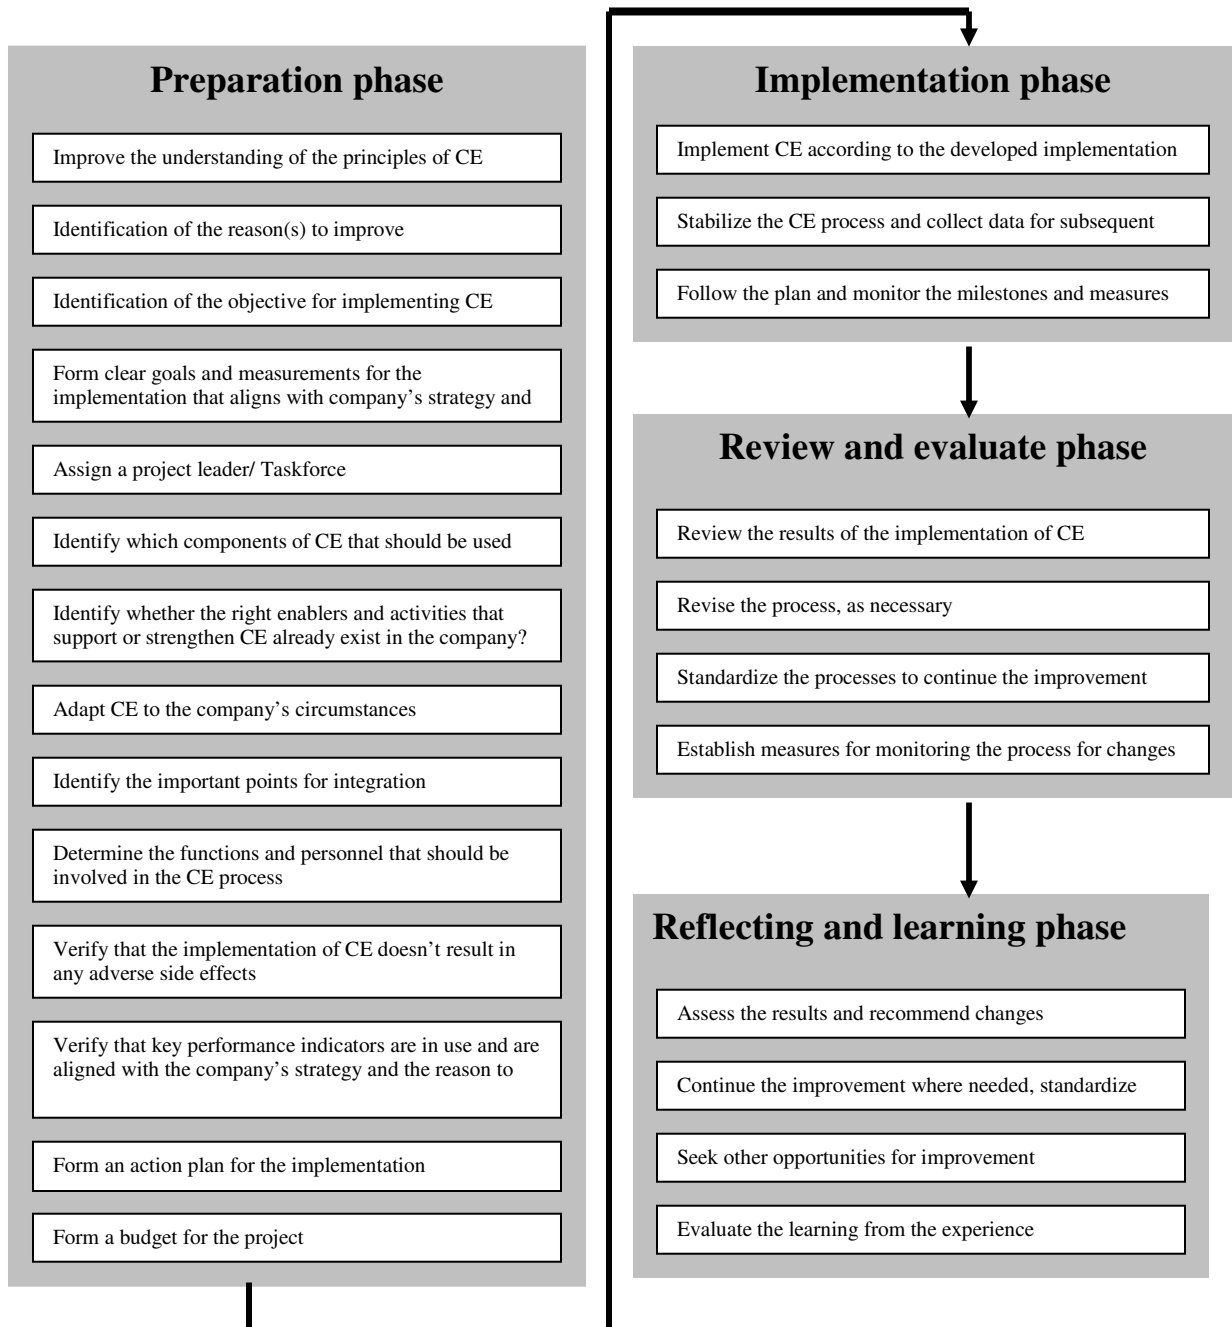 Preparation phase
Improve the understanding of the principles of CE
Identification of the reason(s) to improve
Identification of the objective for implementing CE
Form clear goals and measurements for the
implementation that aligns with company’s strategy and
Assign a project leader/ Taskforce
Identify which components of CE that should be used
Identify whether the right enablers and activities that
support or strengthen CE already exist in the company?
Adapt CE to the company’s circumstances
Identify the important points for integration
Determine the functions and personnel that should be
involved in the CE process
Verify that the implementation of CE doesn’t result in
any adverse side effects
Verify that key performance indicators are in use and are
aligned with the company’s strategy and the reason to
Form an action plan for the implementation
Form a budget for the project
Implementation phase
Implement CE according to the developed implementation
Stabilize the CE process and collect data for subsequent
Follow the plan and monitor the milestones and measures
Review and evaluate phase
Review the results of the implementation of CE
Revise the process, as necessary
Standardize the processes to continue the improvement
Establish measures for monitoring the process for changes
Reflecting and learning phase
Assess the results and recommend changes
Continue the improvement where needed, standardize
Seek other opportunities for improvement
Evaluate the learning from the experience